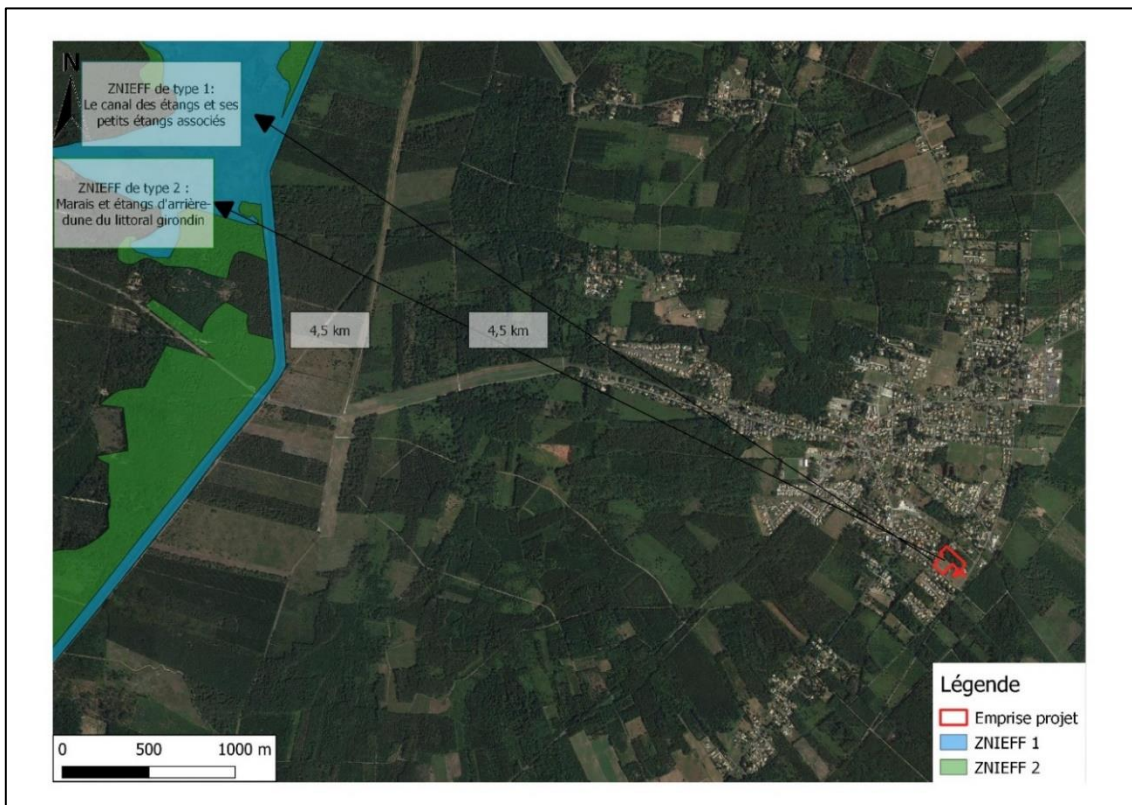 N
ZNIEFF de type 1:
Le canal des étangs et ses
petits étangs associés
ZNIEFF de type 2 :
Marais et étangs d'arrière-
dune du littoral girondin
4,5 km
4,5 km
Légende
Emprise projet
ZNIEFF 1
ZNIEFF 2
0 500 1000 m